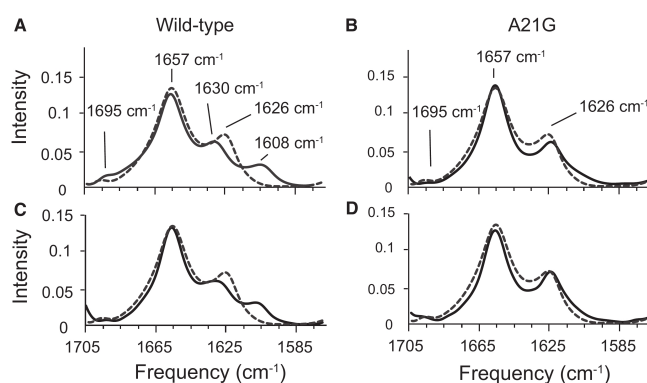 A Wild-type
B A21G
1657 cm-1
1630 cm-1
1695 cm-1
1626 cm-1
1608 cm-1
Intensity
0.15
0.1
0.05
0
1657 cm-1
1695 cm-1
1626 cm-1
0.15
0.1
0.05
0
C
Intensity
0.15
0.1
0.05
0
1705 1665 1625 1585
Frequency (cm-1)
D
0.15
0.1
0.05
0
1705 1665 1625 1585
Frequency (cm-1)